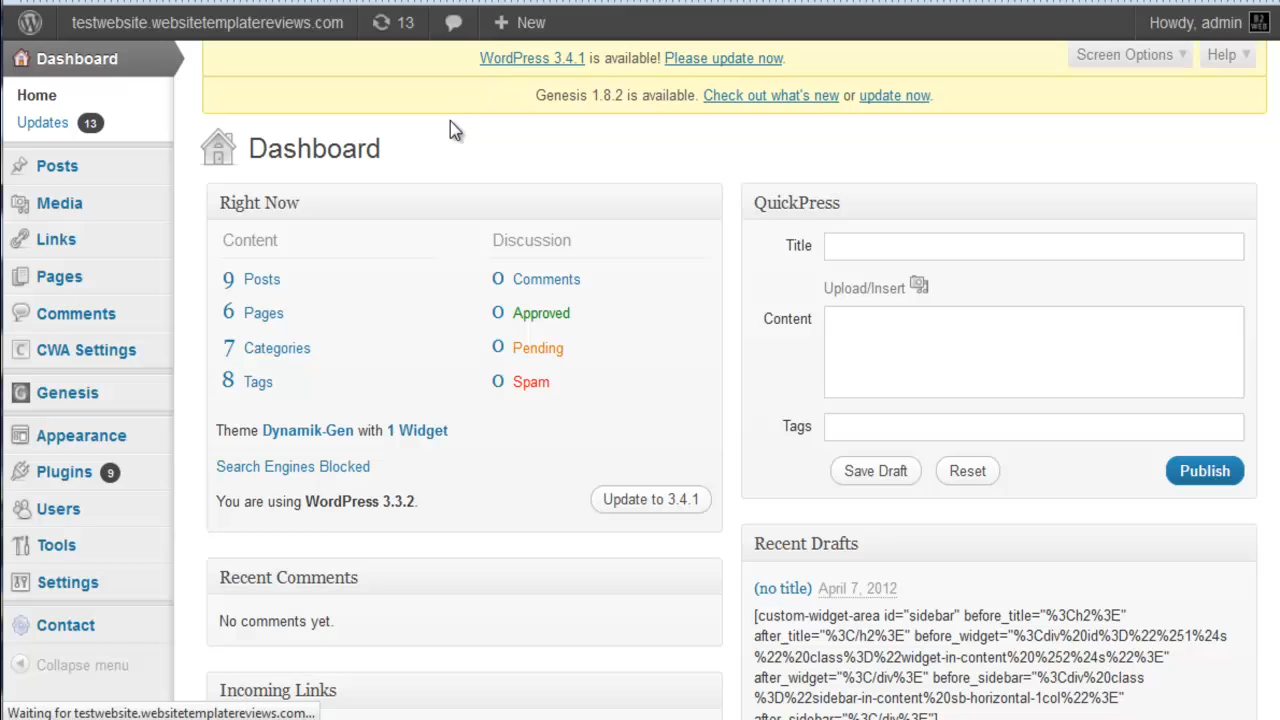 testwebsite.websitetemplatereviews.com 13 New Howdy, admin
Dashboard
WordPress 3.4.1 is available! Please update now.
Screen Options Help
Home
Updates 13
Genesis 1.8.2 is available. Check out what's new or update now.
Dashboard
Posts
Media
Links
Pages
Comments
CWA Settings
Genesis
Appearance
Plugins 9
Users
Tools
Settings
Contact
Collapse menu
Right Now
Content Discussion
9 Posts 0 Comments
6 Pages 0 Approved
7 Categories 0 Pending
8 Tags 0 Spam
Theme Dynamik-Gen with 1 Widget
Search Engines Blocked
You are using WordPress 3.3.2. Update to 3.4.1
Recent Comments
No comments yet.
Incoming Links
QuickPress
Title
Upload/Insert
Content
Tags
Save Draft Reset Publish
Recent Drafts
(no title) April 7, 2012
[custom-widget-area id="sidebar" before_title="%3Ch2%3E"
after_title="%3C/h2%3E" before_widget="%3Cdiv%20id%3D%22%251%24s
%22%20class%3D%22widget-in-content%20%252%24s%22%3E"
after_widget="%3C/div%3E" before_sidebar="%3Cdiv%20class
%3D%22sidebar-in-content%20sb-horizontal-1col%22%3E"
after_sidebar="%3C/div%3E"]
Waiting for testwebsite.websitetemplatereviews.com...